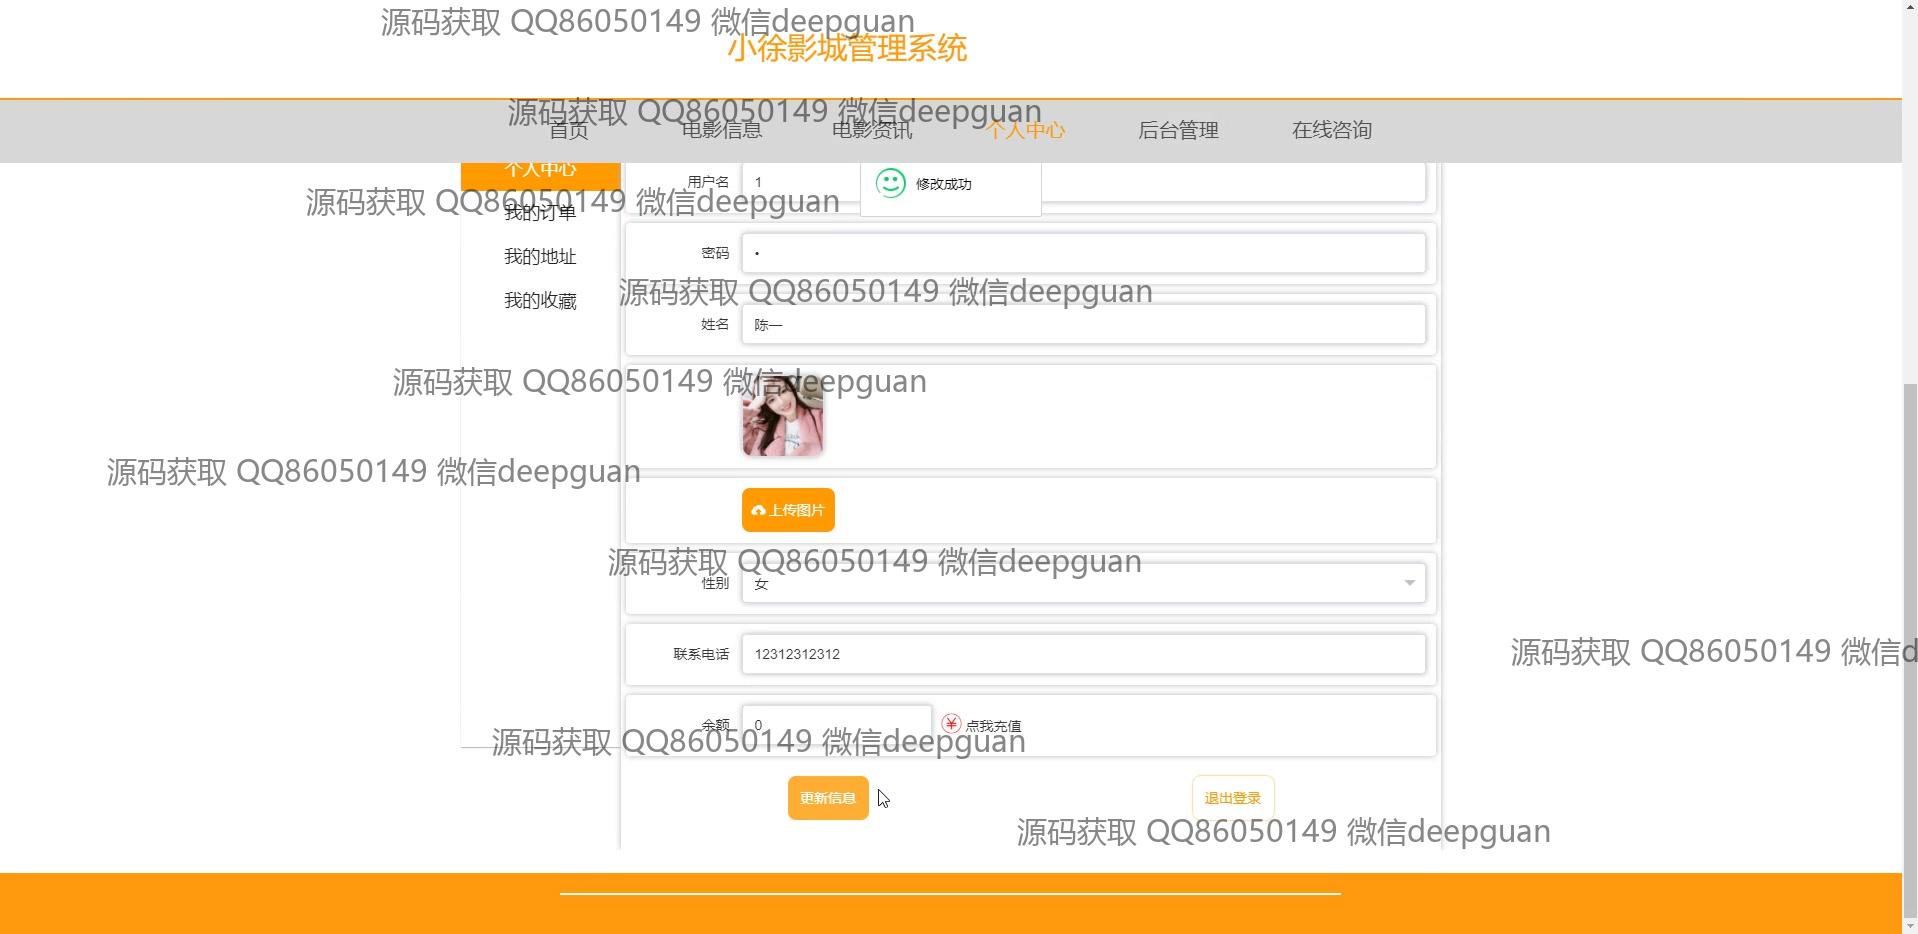 源码获取 QQ86050149 微信deepguan
小徐影城管理系统
源码获取 QQ86050149 微信deepguan
首页 电影信息 电影资讯 个人中心 后台管理 在线咨询
个人中心
用户名 1
修改成功
源码获取 QQ86050149 微信deepguan
我的订单
密码 •
我的地址
源码获取 QQ86050149 微信deepguan
我的收藏
姓名 陈一
源码获取 QQ86050149 微信deepguan
源码获取 QQ86050149 微信deepguan
上传图片
源码获取 QQ86050149 微信deepguan
性别 女
联系电话 12312312312
源码获取 QQ86050149 微信d
余额 0 ¥ 点我充值
源码获取 QQ86050149 微信deepguan
更新信息 退出登录
源码获取 QQ86050149 微信deepguan